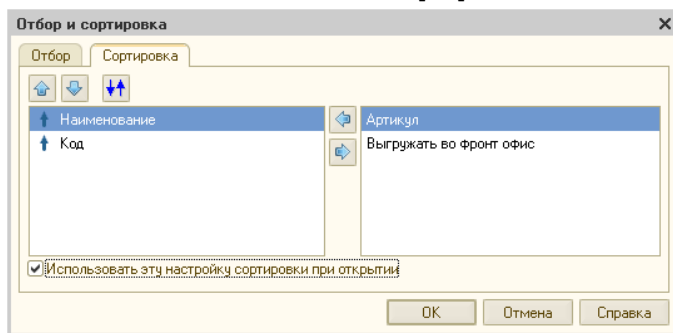 Отбор и сортировка
Отбор
Сортировка
Наименование
Код
Артикул
Выгружать во фронт офис
Использовать эту настройку сортировки при открытии
OK
Отмена
Справка